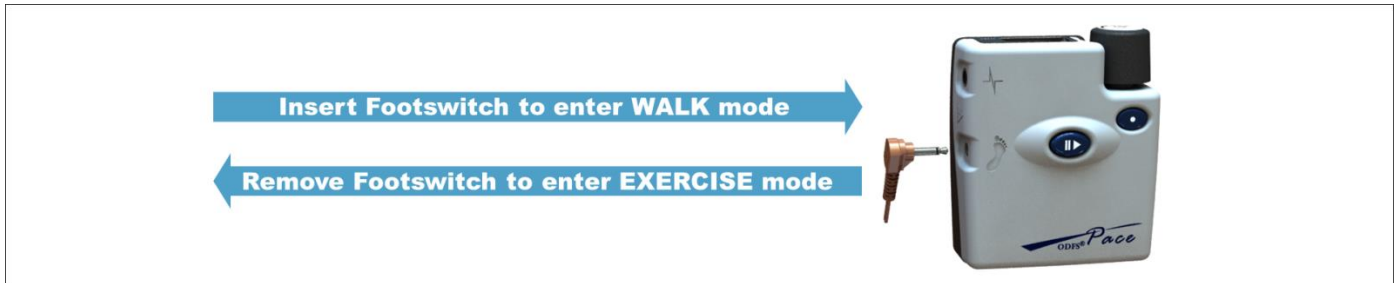 Insert Footswitch to enter WALK mode
Remove Footswitch to enter EXERCISE mode
ODFS® Pace